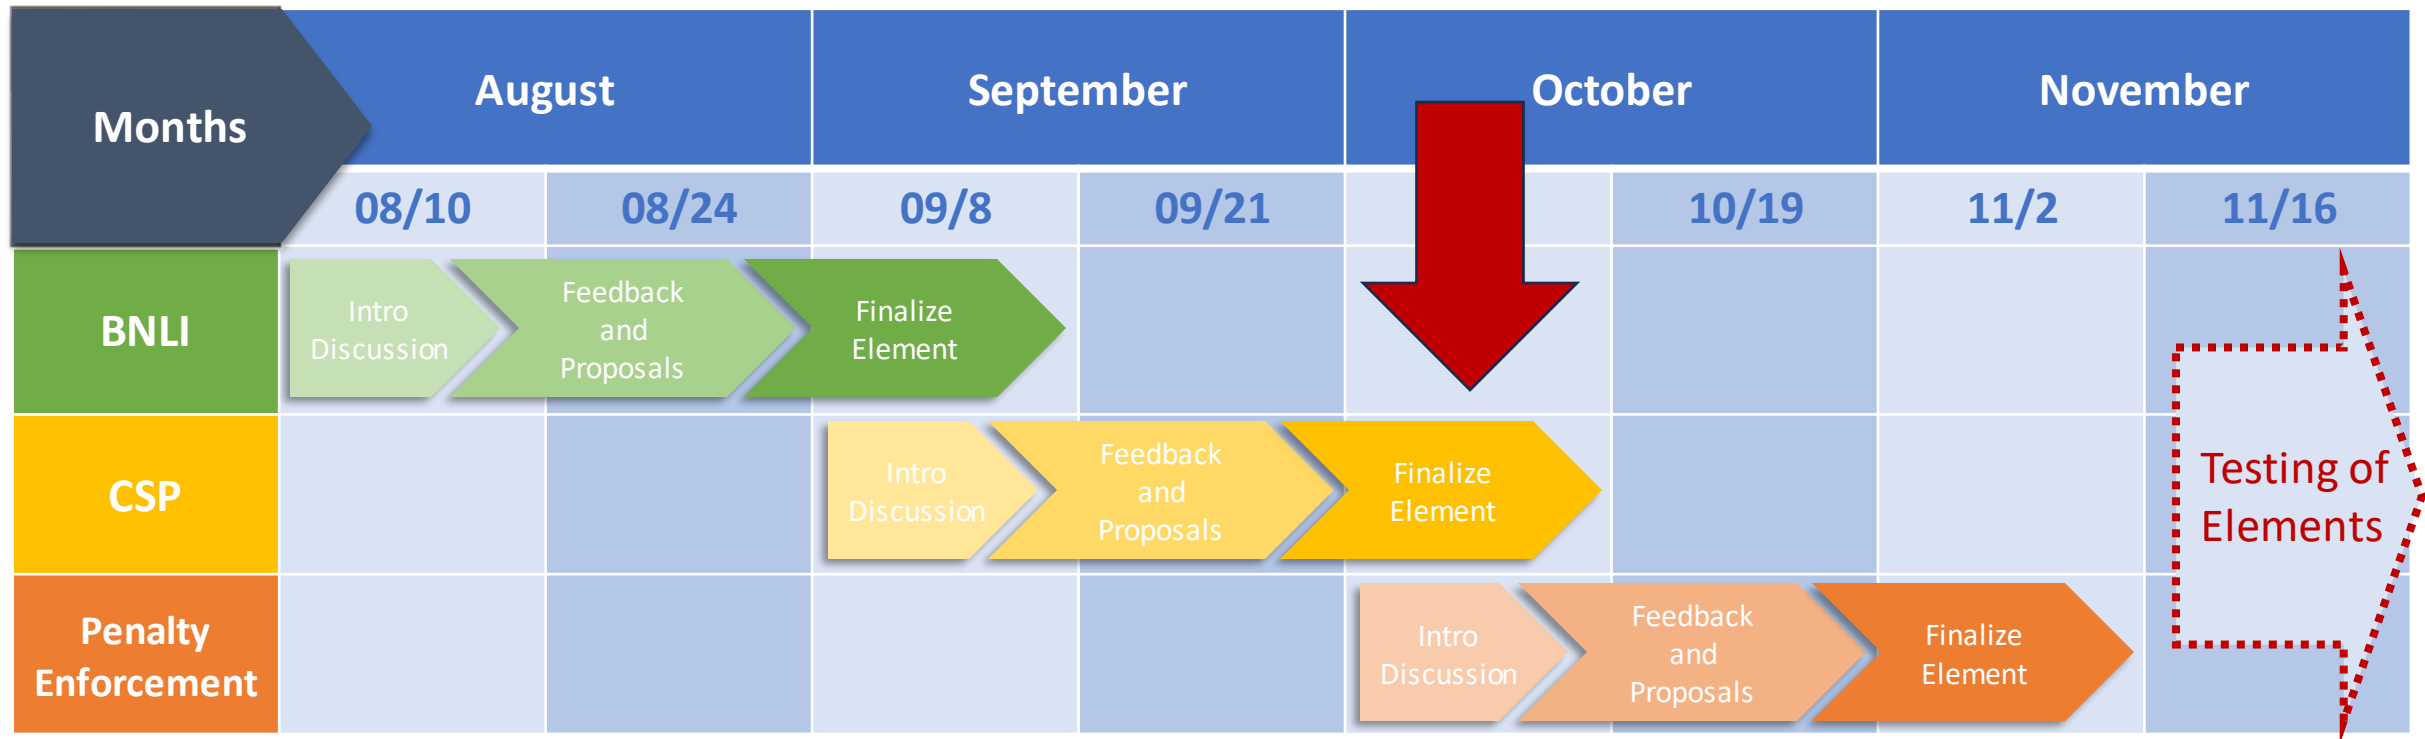 Months
August
September
October
November
08/10
08/24
09/8
09/21
10/19
11/2
11/16
BNLI
Intro
Discussion
Feedback
and
Proposals
Finalize
Element
CSP
Intro
Discussion
Feedback
and
Proposals
Finalize
Element
Penalty
Enforcement
Intro
Discussion
Feedback
and
Proposals
Finalize
Element
Testing of
Elements